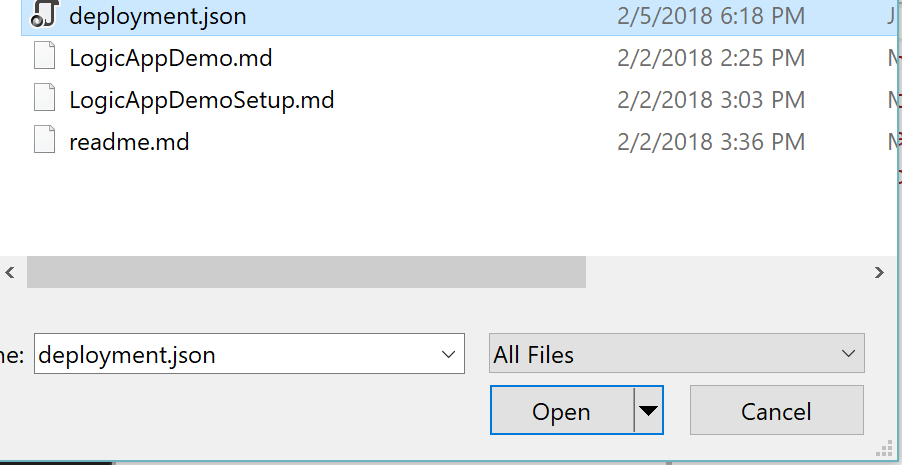 deployment.json 2/5/2018 6:18 PM J
LogicAppDemo.md 2/2/2018 2:25 PM
LogicAppDemoSetup.md 2/2/2018 3:03 PM
readme.md 2/2/2018 3:36 PM
ne: deployment.json All Files
Open Cancel